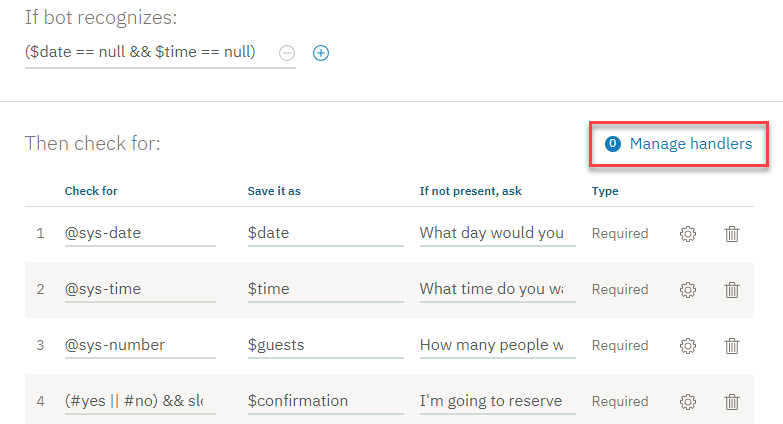 If bot recognizes:
($date == null && $time == null)
Then check for:
0 Manage handlers
Check for Save it as If not present, ask Type
1 @sys-date $date What day would you Required
2 @sys-time $time What time do you Required
3 @sys-number $guests How many people w Required
4 (#yes || #no) && $confirmation I'm going to reserve Required